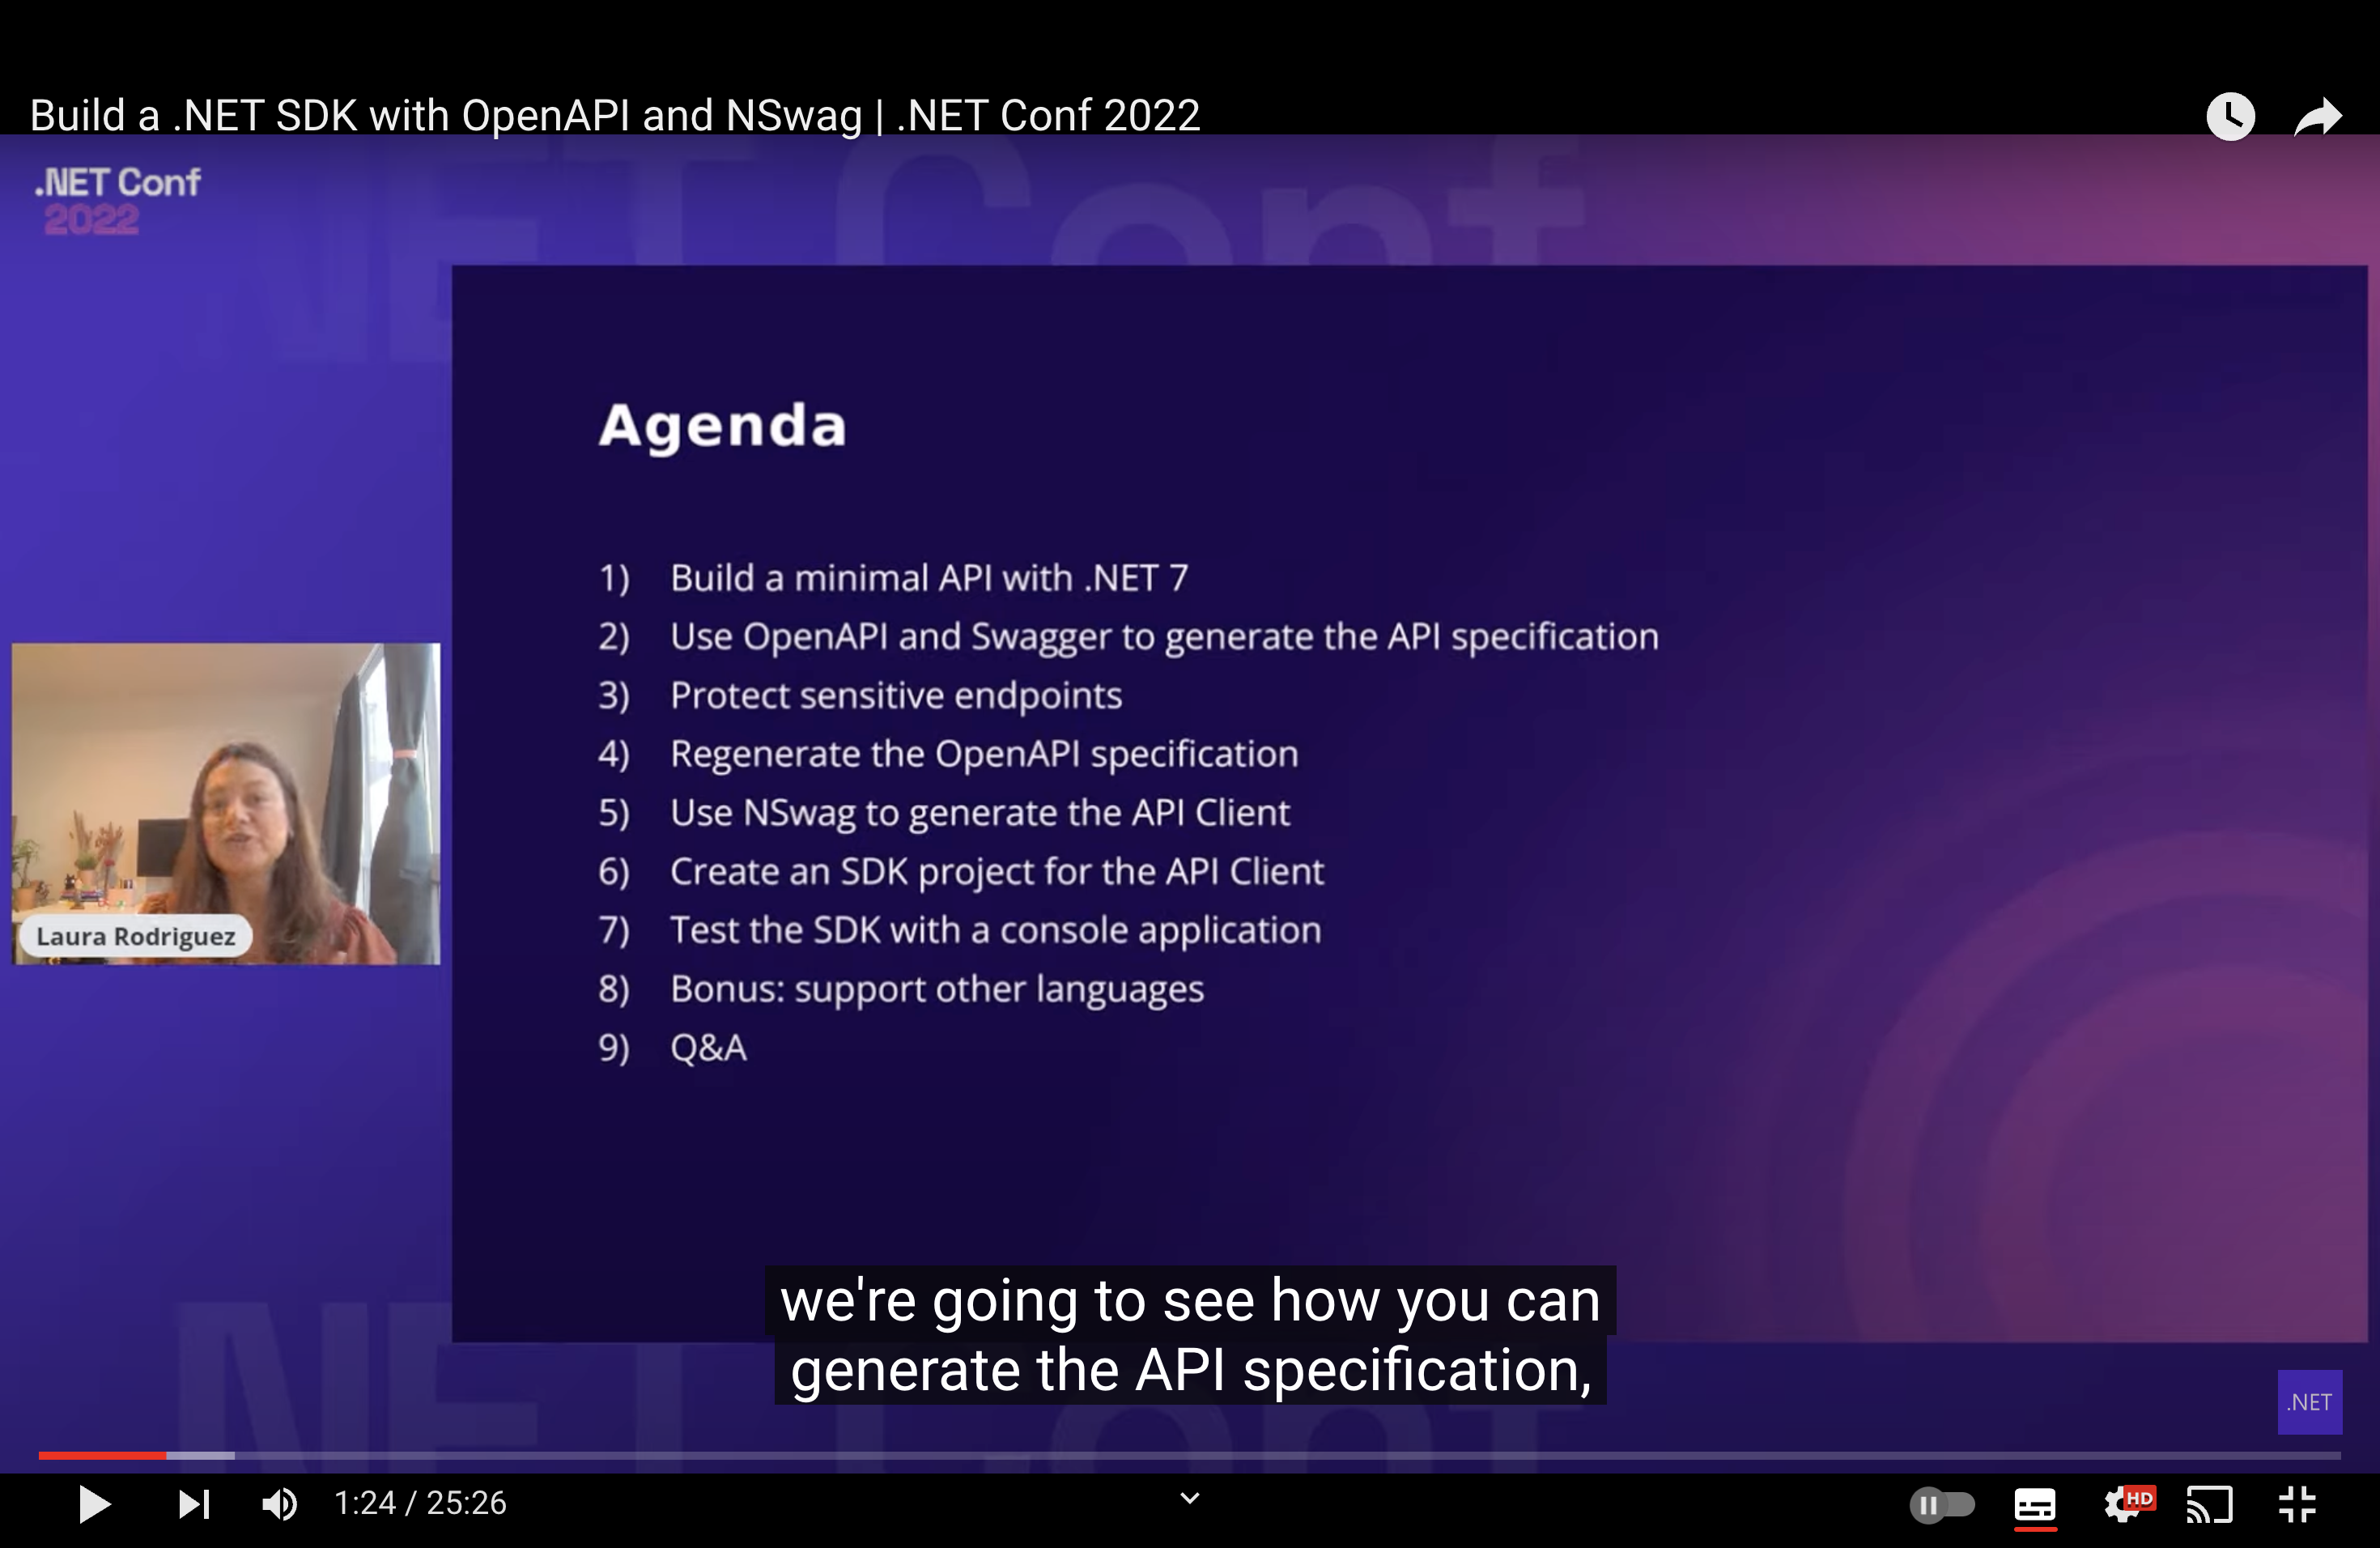 Build a .NET SDK with OpenAPI and NSwag | .NET Conf 2022
.NET Conf
2022
Agenda
1) Build a minimal API with .NET 7
2) Use OpenAPI and Swagger to generate the API specification
3) Protect sensitive endpoints
4) Regenerate the OpenAPI specification
5) Use NSwag to generate the API Client
6) Create an SDK project for the API Client
7) Test the SDK with a console application
8) Bonus: support other languages
9) Q&A
Laura Rodriguez
we're going to see how you can
generate the API specification,
.NET
1:24 / 25:26
HD